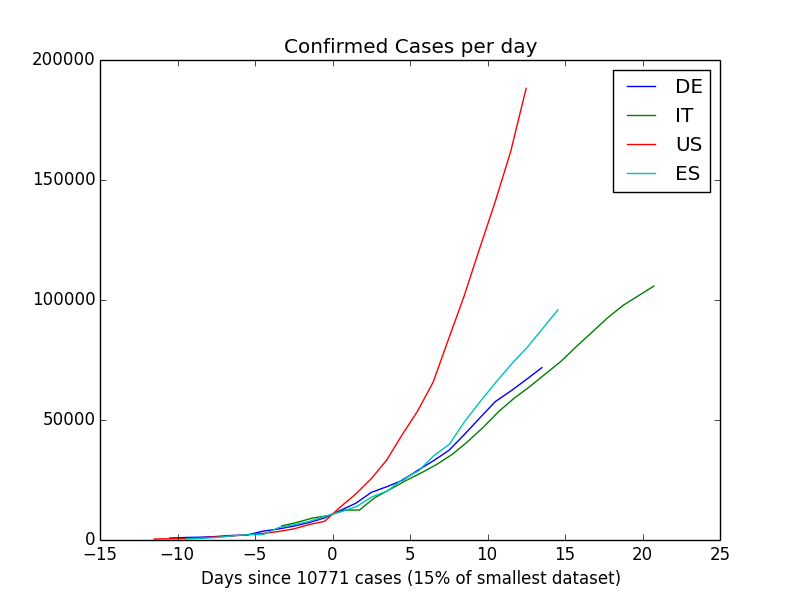 Confirmed Cases per day
200000
150000
100000
50000
0
DE
IT
US
ES
−15 −10 −5 0 5 10 15 20 25
Days since 10771 cases (15% of smallest dataset)